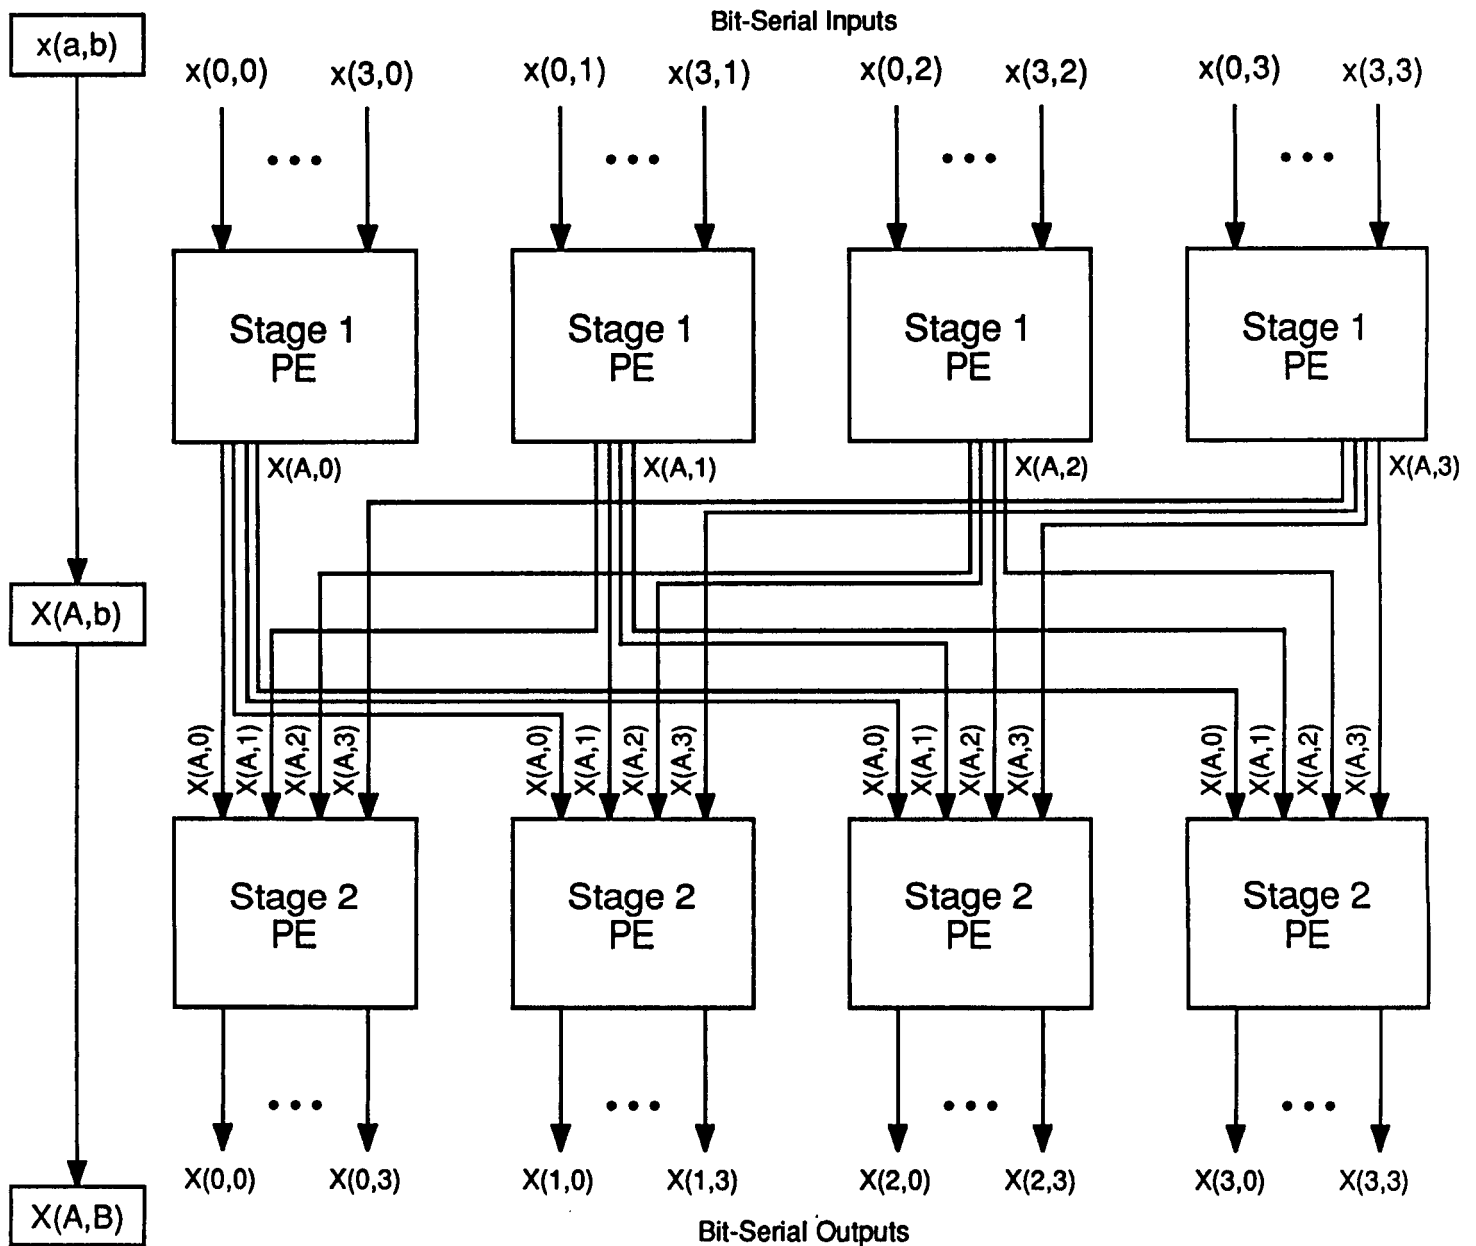 Bit-Serial Inputs
x(a,b)
x(0,0) x(3,0) x(0,1) x(3,1) x(0,2) x(3,2) x(0,3) x(3,3)
Stage 1 PE
Stage 1 PE
Stage 1 PE
Stage 1 PE
X(A,0) X(A,1) X(A,2) X(A,3)
X(A,b)
X(A,0) X(A,1) X(A,2) X(A,3) X(A,0) X(A,1) X(A,2) X(A,3) X(A,0) X(A,1) X(A,2) X(A,3) X(A,0) X(A,1) X(A,2) X(A,3)
Stage 2 PE
Stage 2 PE
Stage 2 PE
Stage 2 PE
X(0,0) X(0,3) X(1,0) X(1,3) X(2,0) X(2,3) X(3,0) X(3,3)
X(A,B)
Bit-Serial Outputs